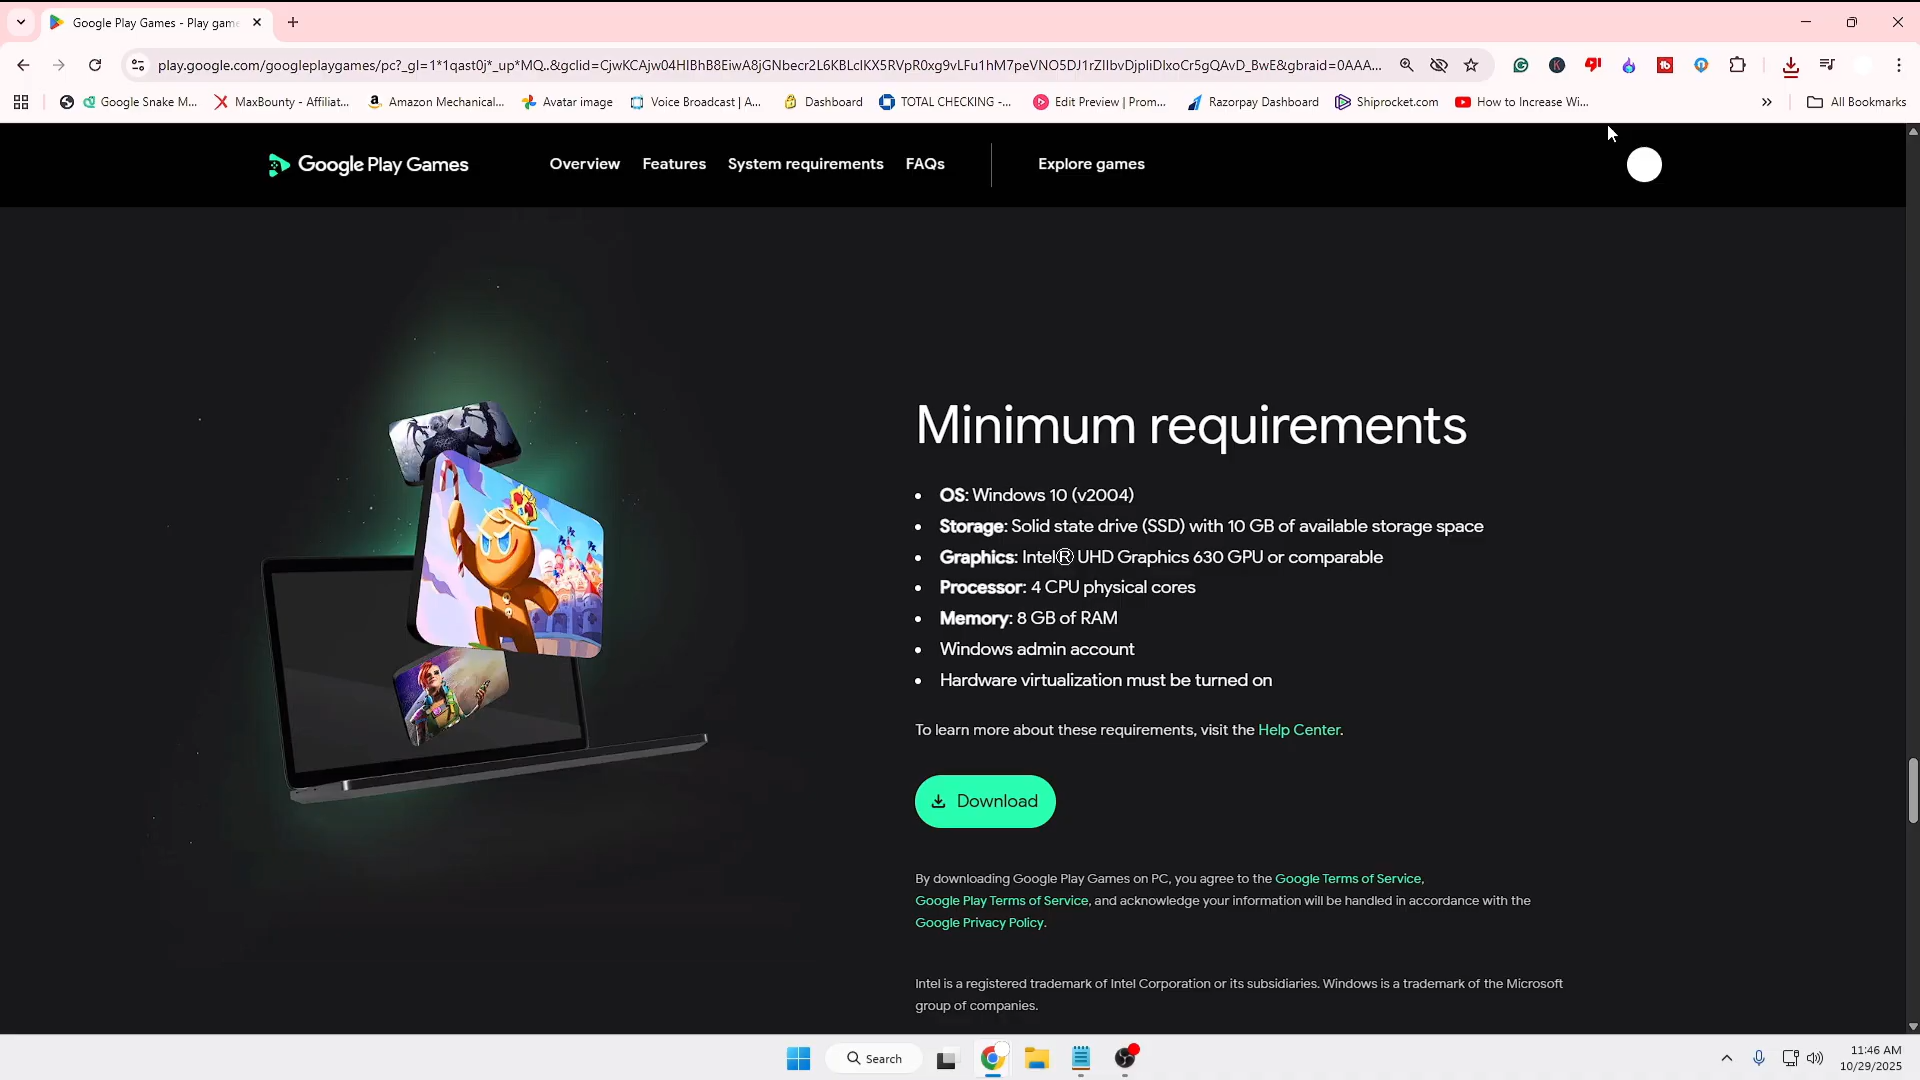 Google Play Games - Play game
play.google.com/googleplaygames/pc?_gl=1*1qast0j*_up*MQ..&gclid=CjwKCAjw04HIBhB8EiwA8jGNbecr2L6KBLclKX5RVpR0xg9vLFu1hM7peVNO5DJ1rZIIbvDjpIiDlxoCr5gQAvD_BwE&gbraid=0AAA...
Google Snake M...
MaxBounty - Affiliat...
Amazon Mechanical...
Avatar image
Voice Broadcast | A...
Dashboard
TOTAL CHECKING -...
Edit Preview | Prom...
Razorpay Dashboard
Shiprocket.com
How to Increase Wi...
All Bookmarks
Google Play Games
Overview
Features
System requirements
FAQs
Explore games
Minimum requirements
• OS: Windows 10 (v2004)
• Storage: Solid state drive (SSD) with 10 GB of available storage space
• Graphics: Intel® UHD Graphics 630 GPU or comparable
• Processor: 4 CPU physical cores
• Memory: 8 GB of RAM
• Windows admin account
• Hardware virtualization must be turned on
To learn more about these requirements, visit the Help Center.
Download
By downloading Google Play Games on PC, you agree to the Google Terms of Service,
Google Play Terms of Service, and acknowledge your information will be handled in accordance with the
Google Privacy Policy.
Intel is a registered trademark of Intel Corporation or its subsidiaries. Windows is a trademark of the Microsoft
group of companies.
Search
11:46 AM
10/29/2025